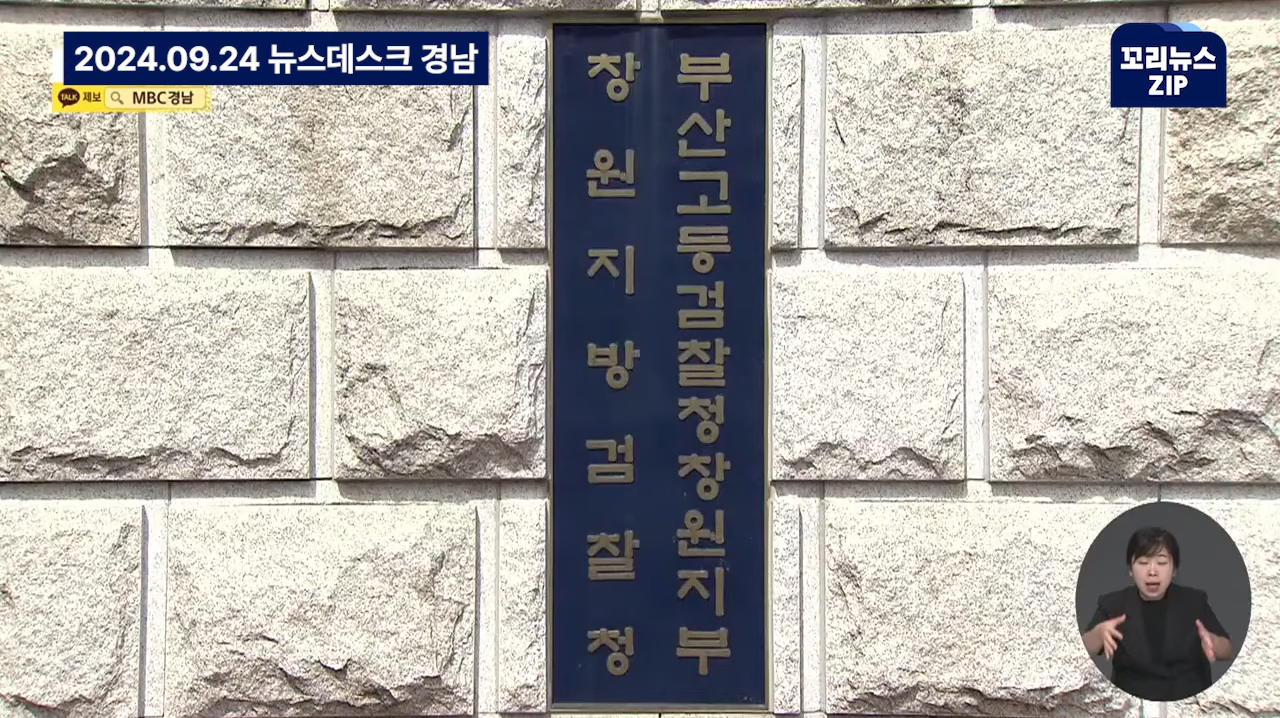 2024.09.24 뉴스데스크 경남
TALK 제보 MBC경남
꼬리뉴스
ZIP
부산고등검찰청창원지부
창원지방검찰청